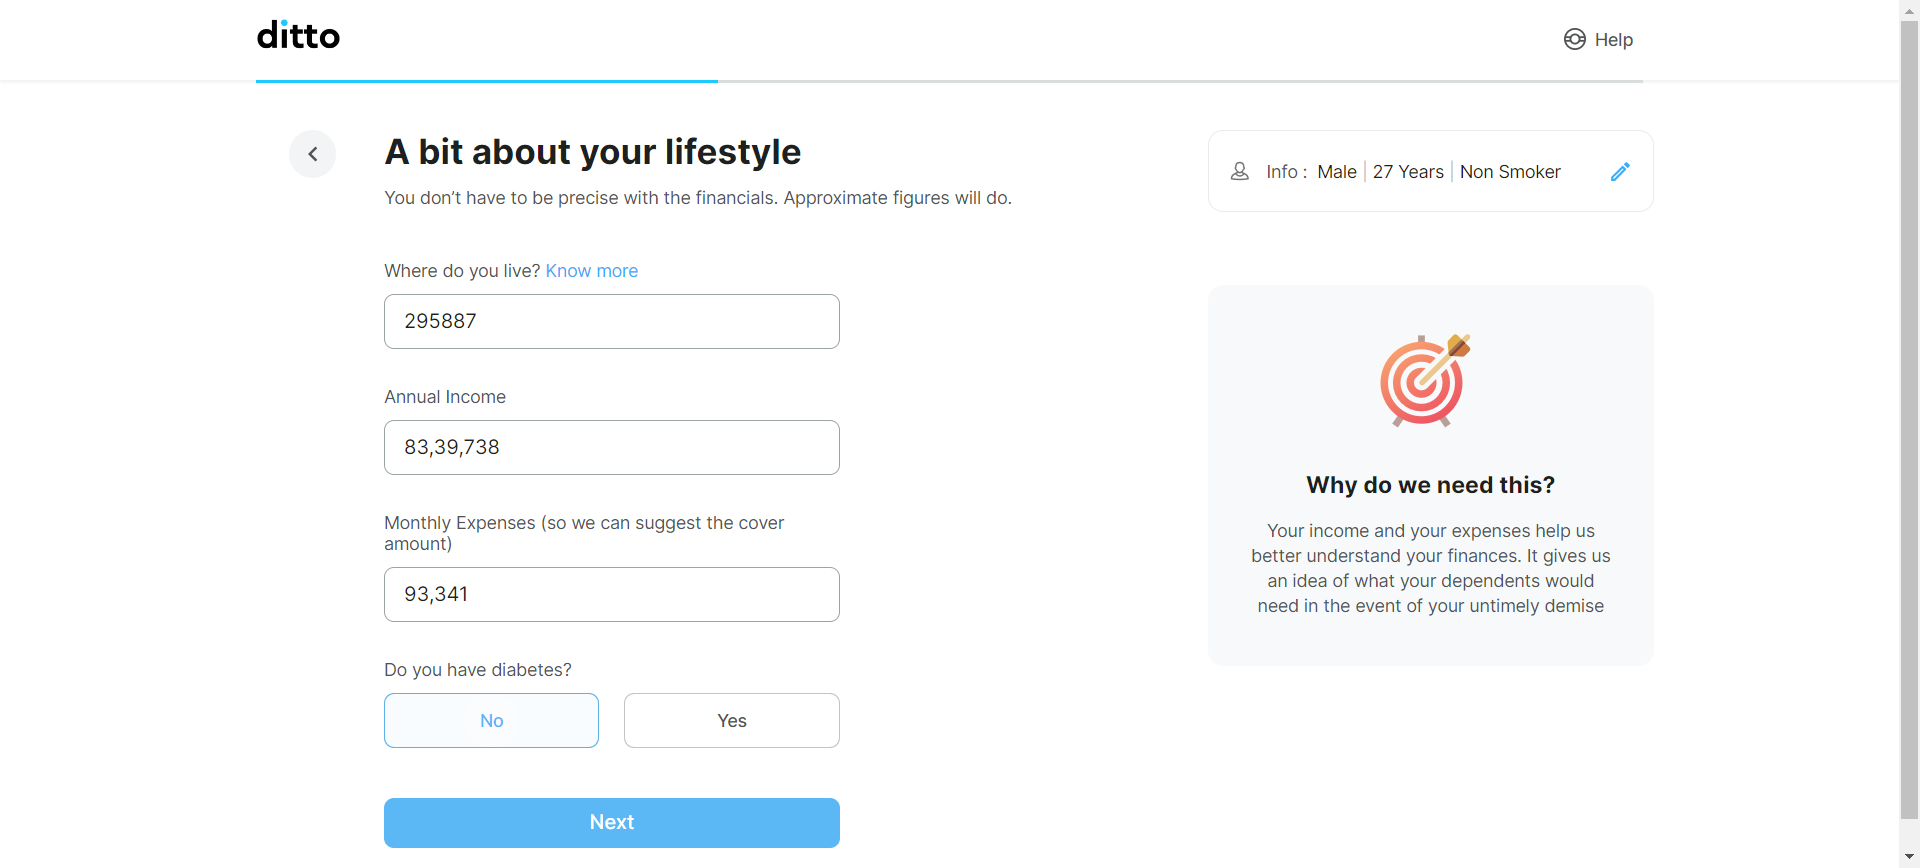 ditto
Help
A bit about your lifestyle
You don’t have to be precise with the financials. Approximate figures will do.
Info : Male | 27 Years | Non Smoker
Where do you live? Know more
295887
Annual Income
83,39,738
Monthly Expenses (so we can suggest the cover
amount)
93,341
Do you have diabetes?
No
Yes
Next
Why do we need this?
Your income and your expenses help us
better understand your finances. It gives us
an idea of what your dependents would
need in the event of your untimely demise